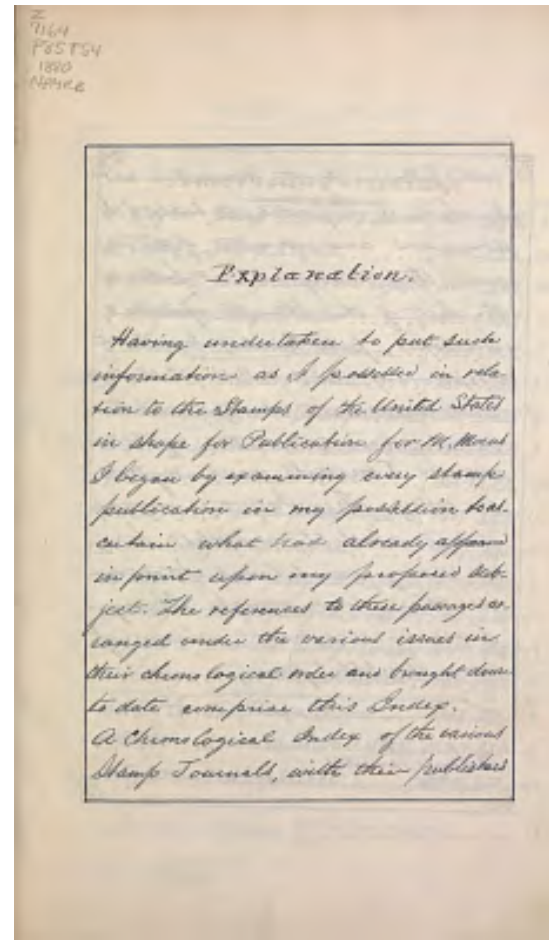 Z
7164
P85T54
1880
NAMRB
Explanation.
Having undertaken to put such
information as I possessed in rela-
tion to the Stamps of the United States
in shape for Publication for M. Moens
I began by examining every stamp
publication in my possession to as-
certain what had already appeared
in print upon my proposed sub-
ject. The references to these passages ar-
ranged under the various issues in
their chronological order and brought down
to date comprise this Index.
A Chronological Index of the various
Stamp Journals, with their publishers